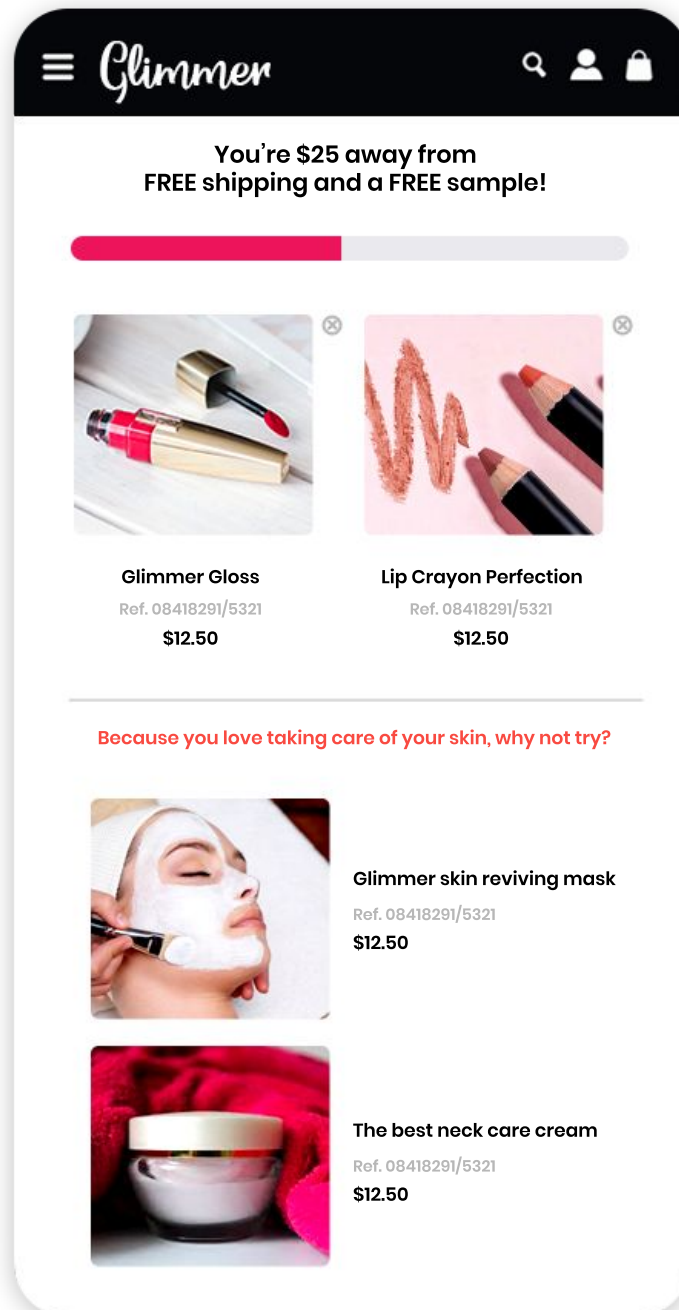 Glimmer
You’re $25 away from
FREE shipping and a FREE sample!
Glimmer Gloss
Ref. 08418291/5321
$12.50
Lip Crayon Perfection
Ref. 08418291/5321
$12.50
Because you love taking care of your skin, why not try?
Glimmer skin reviving mask
Ref. 08418291/5321
$12.50
The best neck care cream
Ref. 08418291/5321
$12.50